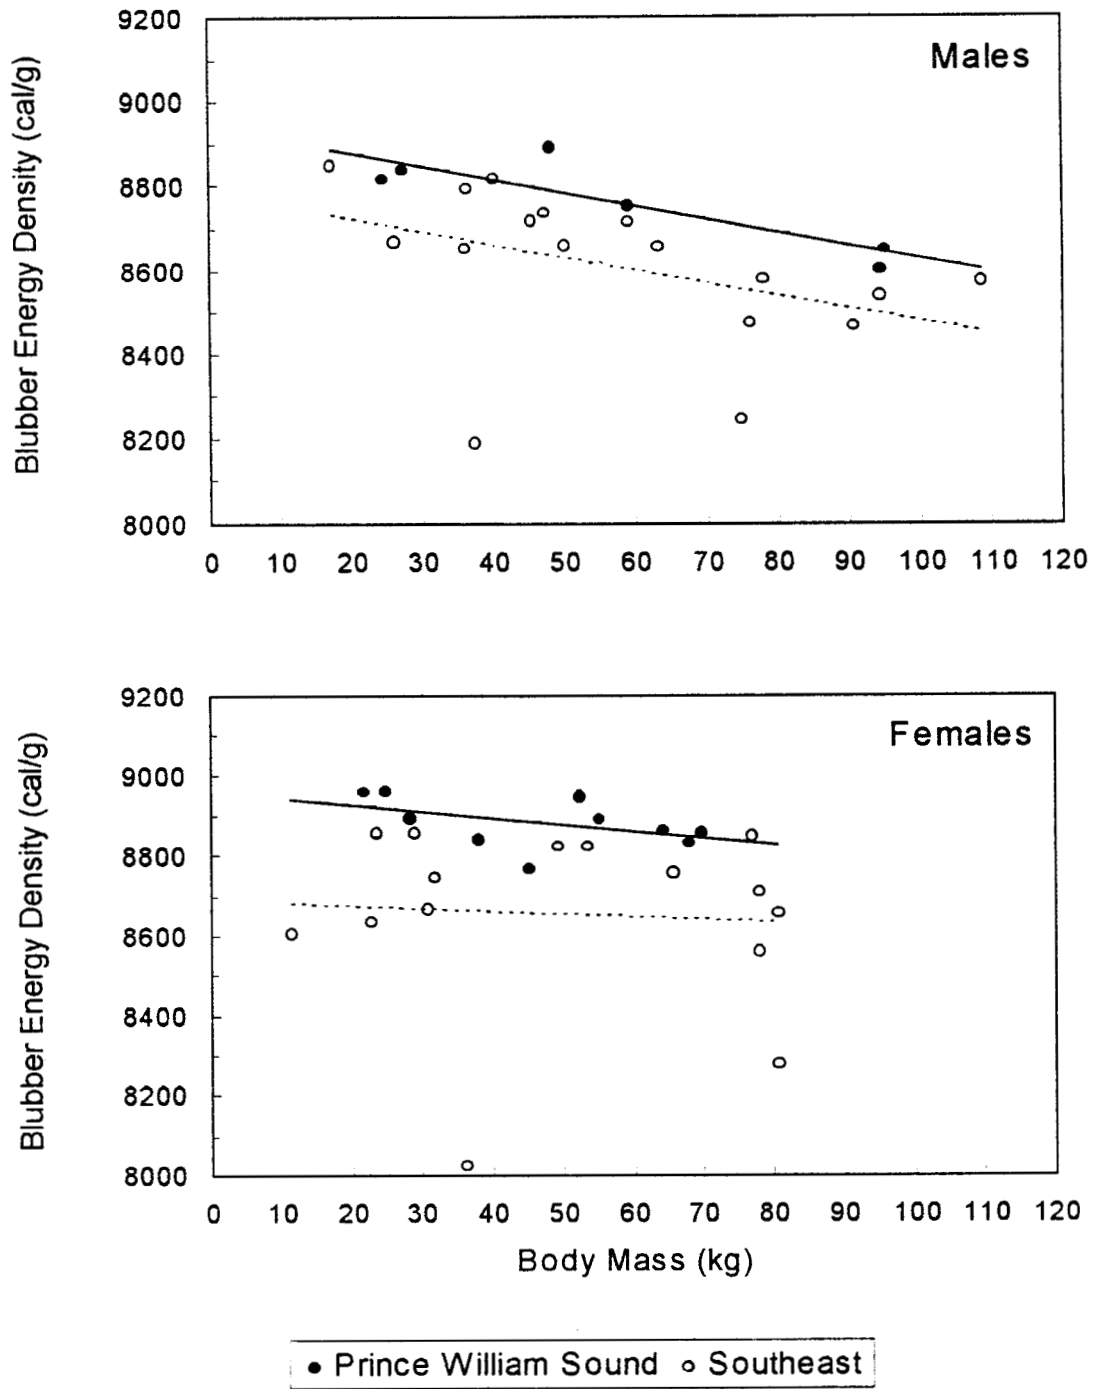 Males
Blubber Energy Density (cal/g)
9200
9000
8800
8600
8400
8200
8000
0 10 20 30 40 50 60 70 80 90 100 110 120
Females
Blubber Energy Density (cal/g)
9200
9000
8800
8600
8400
8200
8000
0 10 20 30 40 50 60 70 80 90 100 110 120
Body Mass (kg)
Prince William Sound Southeast